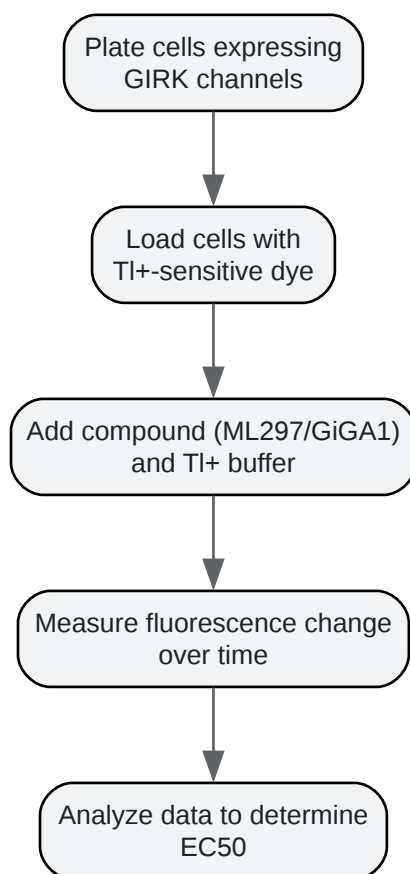 Plate cells expressing
GIRK channels
Load cells with
Tl+-sensitive dye
Add compound (ML297/GiGA1)
and Tl+ buffer
Measure fluorescence change
over time
Analyze data to determine
EC50